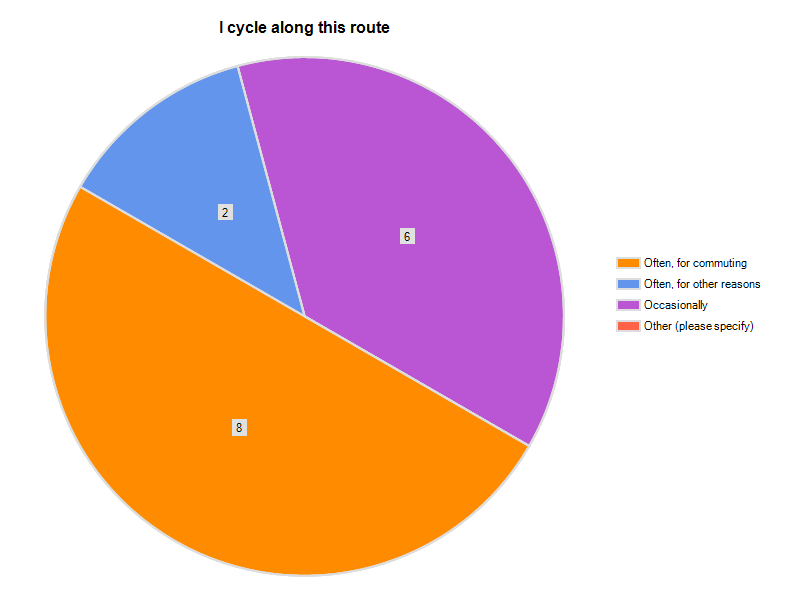 I cycle along this route
2
6
8
Often, for commuting
Often, for other reasons
Occasionally
Other (please specify)